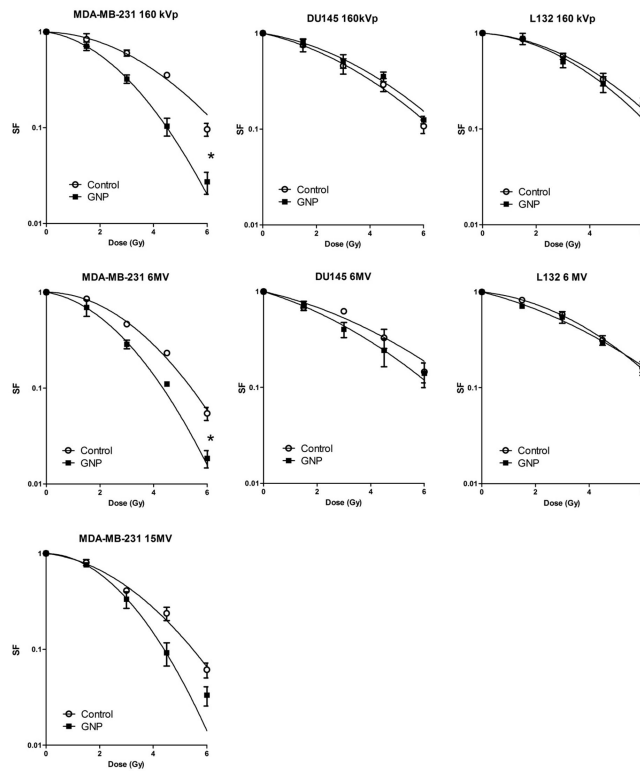 MDA-MB-231 160 kVp
1
0.1
0.01
SF
Control
GNP
*
0 2 4 6
Dose (Gy)
DU145 160kVp
1
0.1
0.01
SF
Control
GNP
0 2 4 6
Dose (Gy)
L132 160 kVp
1
0.1
0.01
SF
Control
GNP
0 2 4 6
Dose (Gy)
MDA-MB-231 6MV
1
0.1
0.01
SF
Control
GNP
*
0 2 4 6
Dose (Gy)
DU145 6MV
1
0.1
0.01
SF
Control
GNP
0 2 4 6
Dose (Gy)
L132 6 MV
1
0.1
0.01
SF
Control
GNP
0 2 4 6
Dose (Gy)
MDA-MB-231 15MV
1
0.1
0.01
SF
Control
GNP
0 2 4 6
Dose (Gy)